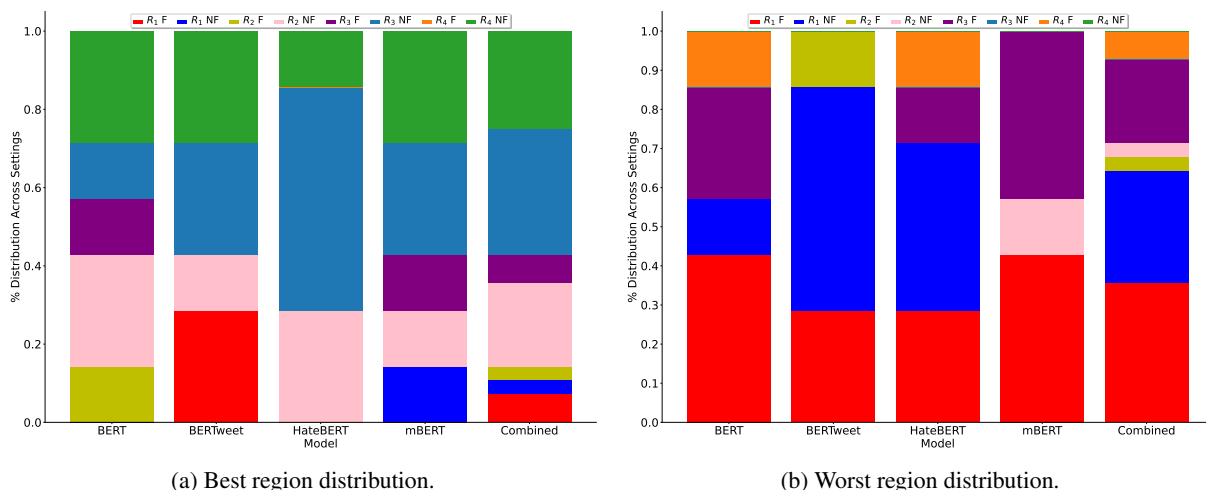 R1 F R1 NF R2 F R2 NF R3 F R3 NF R4 F R4 NF
1.0
0.8
0.6
0.4
0.2
0.0
% Distribution Across Settings
BERT BERTweet HateBERT mBERT Combined
Model
(a) Best region distribution.
R1 F R1 NF R2 F R2 NF R3 F R3 NF R4 F R4 NF
1.0
0.9
0.8
0.7
0.6
0.5
0.4
0.3
0.2
0.1
0.0
% Distribution Across Settings
BERT BERTweet HateBERT mBERT Combined
Model
(b) Worst region distribution.